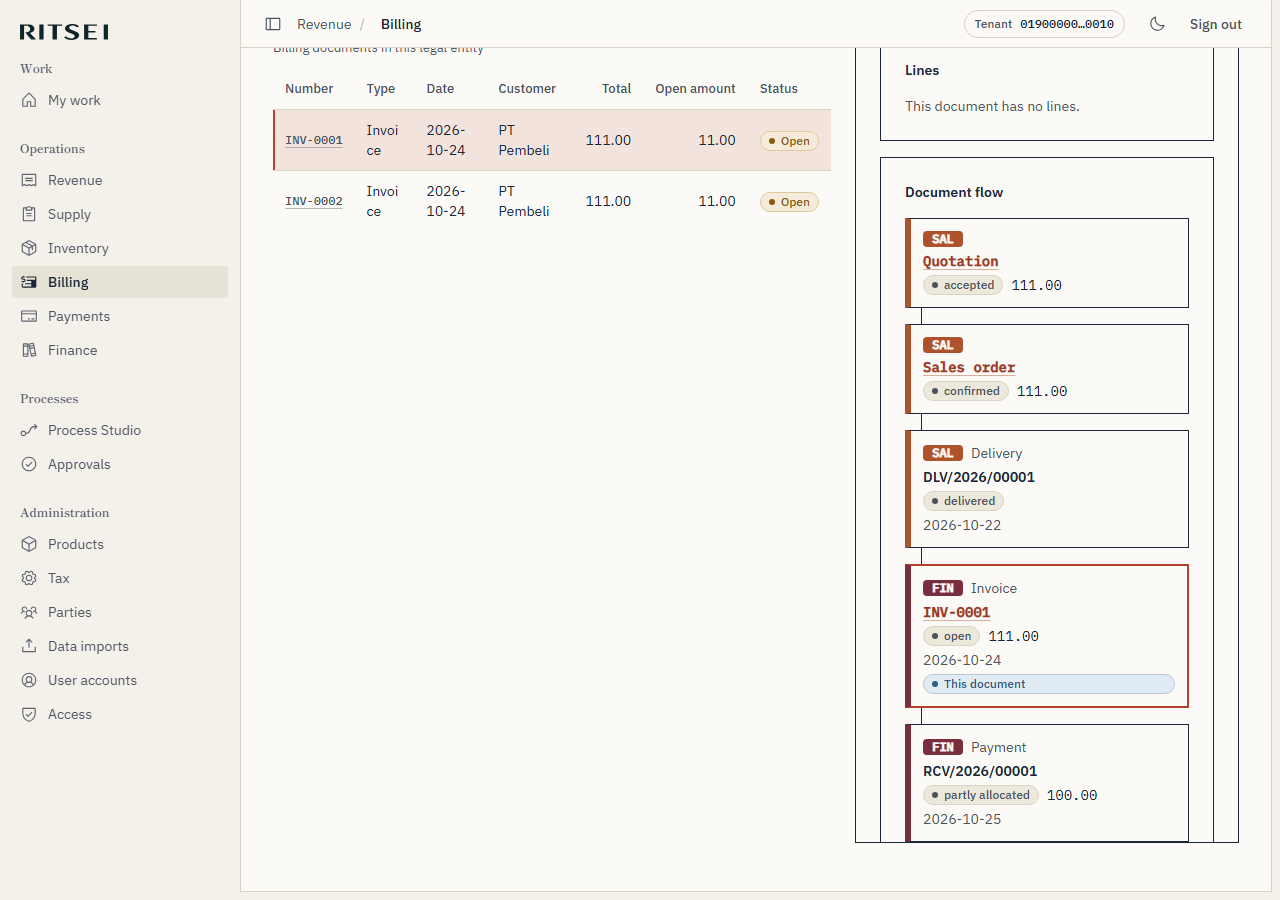 RITSEI
Work
My work
Operations
Revenue
Supply
Inventory
Billing
Payments
Finance
Processes
Process Studio
Approvals
Administration
Products
Tax
Parties
Data imports
User accounts
Access
Revenue / Billing
Tenant 01900000…0010
Sign out
Billing documents in this legal entity
Number Type Date Customer Total Open amount Status
INV-0001 Invoi
ce 2026-
10-24 PT
Pembeli 111.00 11.00 Open
INV-0002 Invoi
ce 2026-
10-24 PT
Pembeli 111.00 11.00 Open
Lines
This document has no lines.
Document flow
SAL
Quotation
accepted 111.00
SAL
Sales order
confirmed 111.00
SAL Delivery
DLV/2026/00001
delivered
2026-10-22
FIN Invoice
INV-0001
open 111.00
2026-10-24
This document
FIN Payment
RCV/2026/00001
partly allocated 100.00
2026-10-25